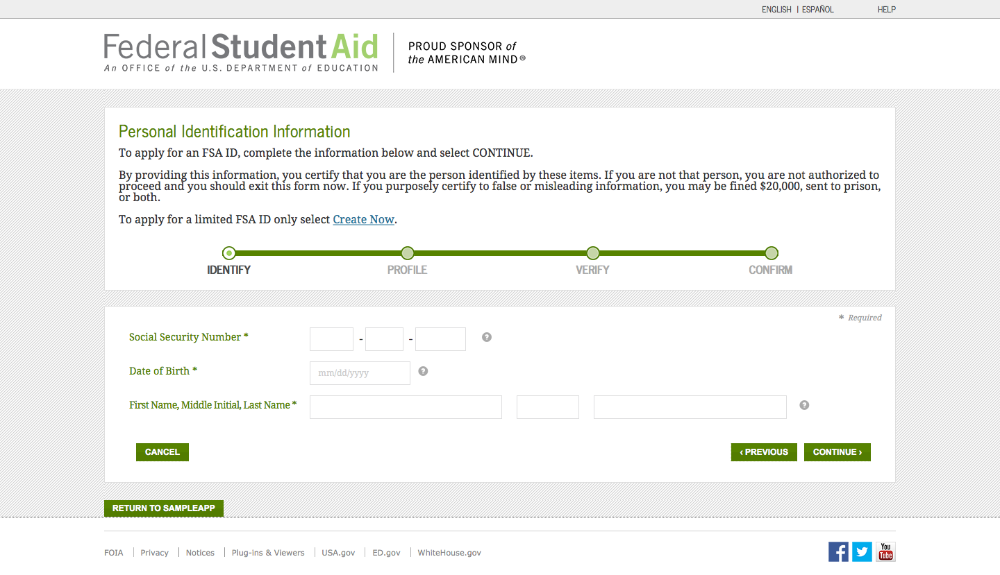 ENGLISH | ESPAÑOL HELP
Federal Student Aid
An OFFICE of the U.S. DEPARTMENT of EDUCATION
PROUD SPONSOR of
the AMERICAN MIND®
Personal Identification Information
To apply for an FSA ID, complete the information below and select CONTINUE.
By providing this information, you certify that you are the person identified by these items. If you are not that person, you are not authorized to
proceed and you should exit this form now. If you purposely certify to false or misleading information, you may be fined $20,000, sent to prison,
or both.
To apply for a limited FSA ID only select Create Now.
IDENTIFY PROFILE VERIFY CONFIRM
* Required
Social Security Number * - - ?
Date of Birth * mm/dd/yyyy ?
First Name, Middle Initial, Last Name * ?
CANCEL ‹ PREVIOUS CONTINUE ›
RETURN TO SAMPLEAPP
FOIA | Privacy | Notices | Plug-ins & Viewers | USA.gov | ED.gov | WhiteHouse.gov
f You Tube